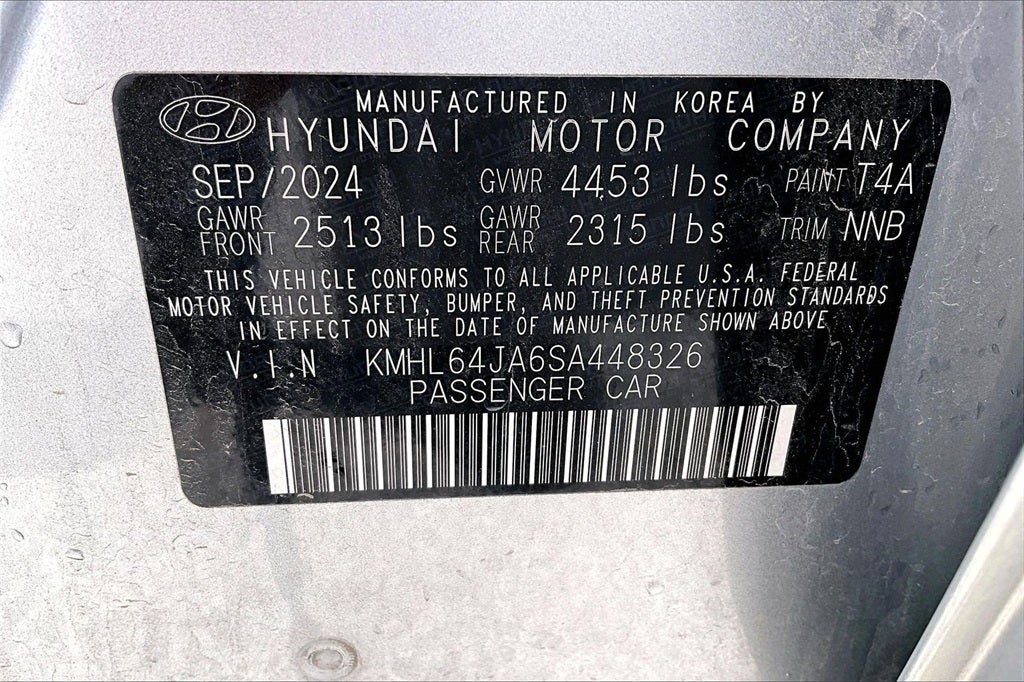 MANUFACTURED IN KOREA BY
HYUNDAI MOTOR COMPANY
SEP/2024 GVWR 4453 lbs PAINT T4A
GAWR FRONT 2513 lbs GAWR REAR 2315 lbs TRIM NNB
THIS VEHICLE CONFORMS TO ALL APPLICABLE U.S.A. FEDERAL
MOTOR VEHICLE SAFETY, BUMPER, AND THEFT PREVENTION STANDARDS
IN EFFECT ON THE DATE OF MANUFACTURE SHOWN ABOVE
V.I.N KMHL64JA6SA448326
PASSENGER CAR